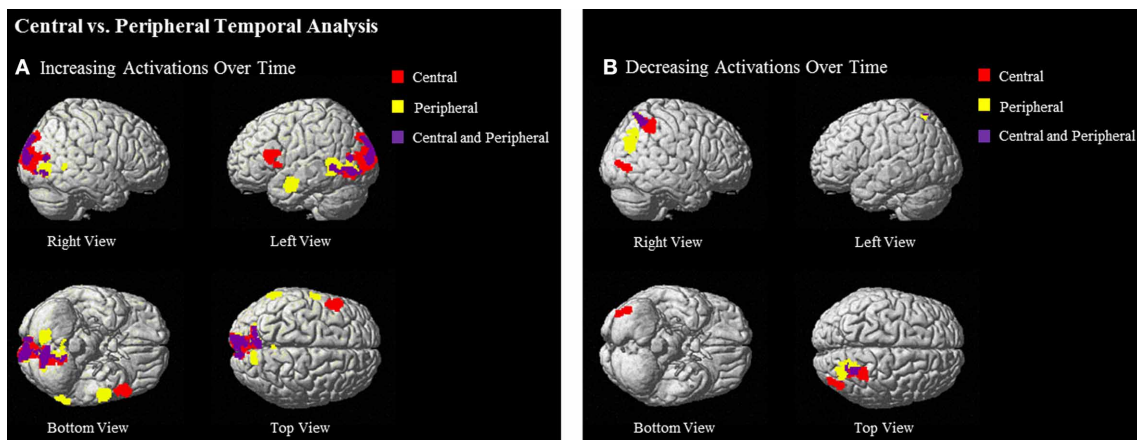 Central vs. Peripheral Temporal Analysis
A Increasing Activations Over Time
Central
Peripheral
Central and Peripheral
Right View
Left View
Bottom View
Top View
B Decreasing Activations Over Time
Central
Peripheral
Central and Peripheral
Right View
Left View
Bottom View
Top View